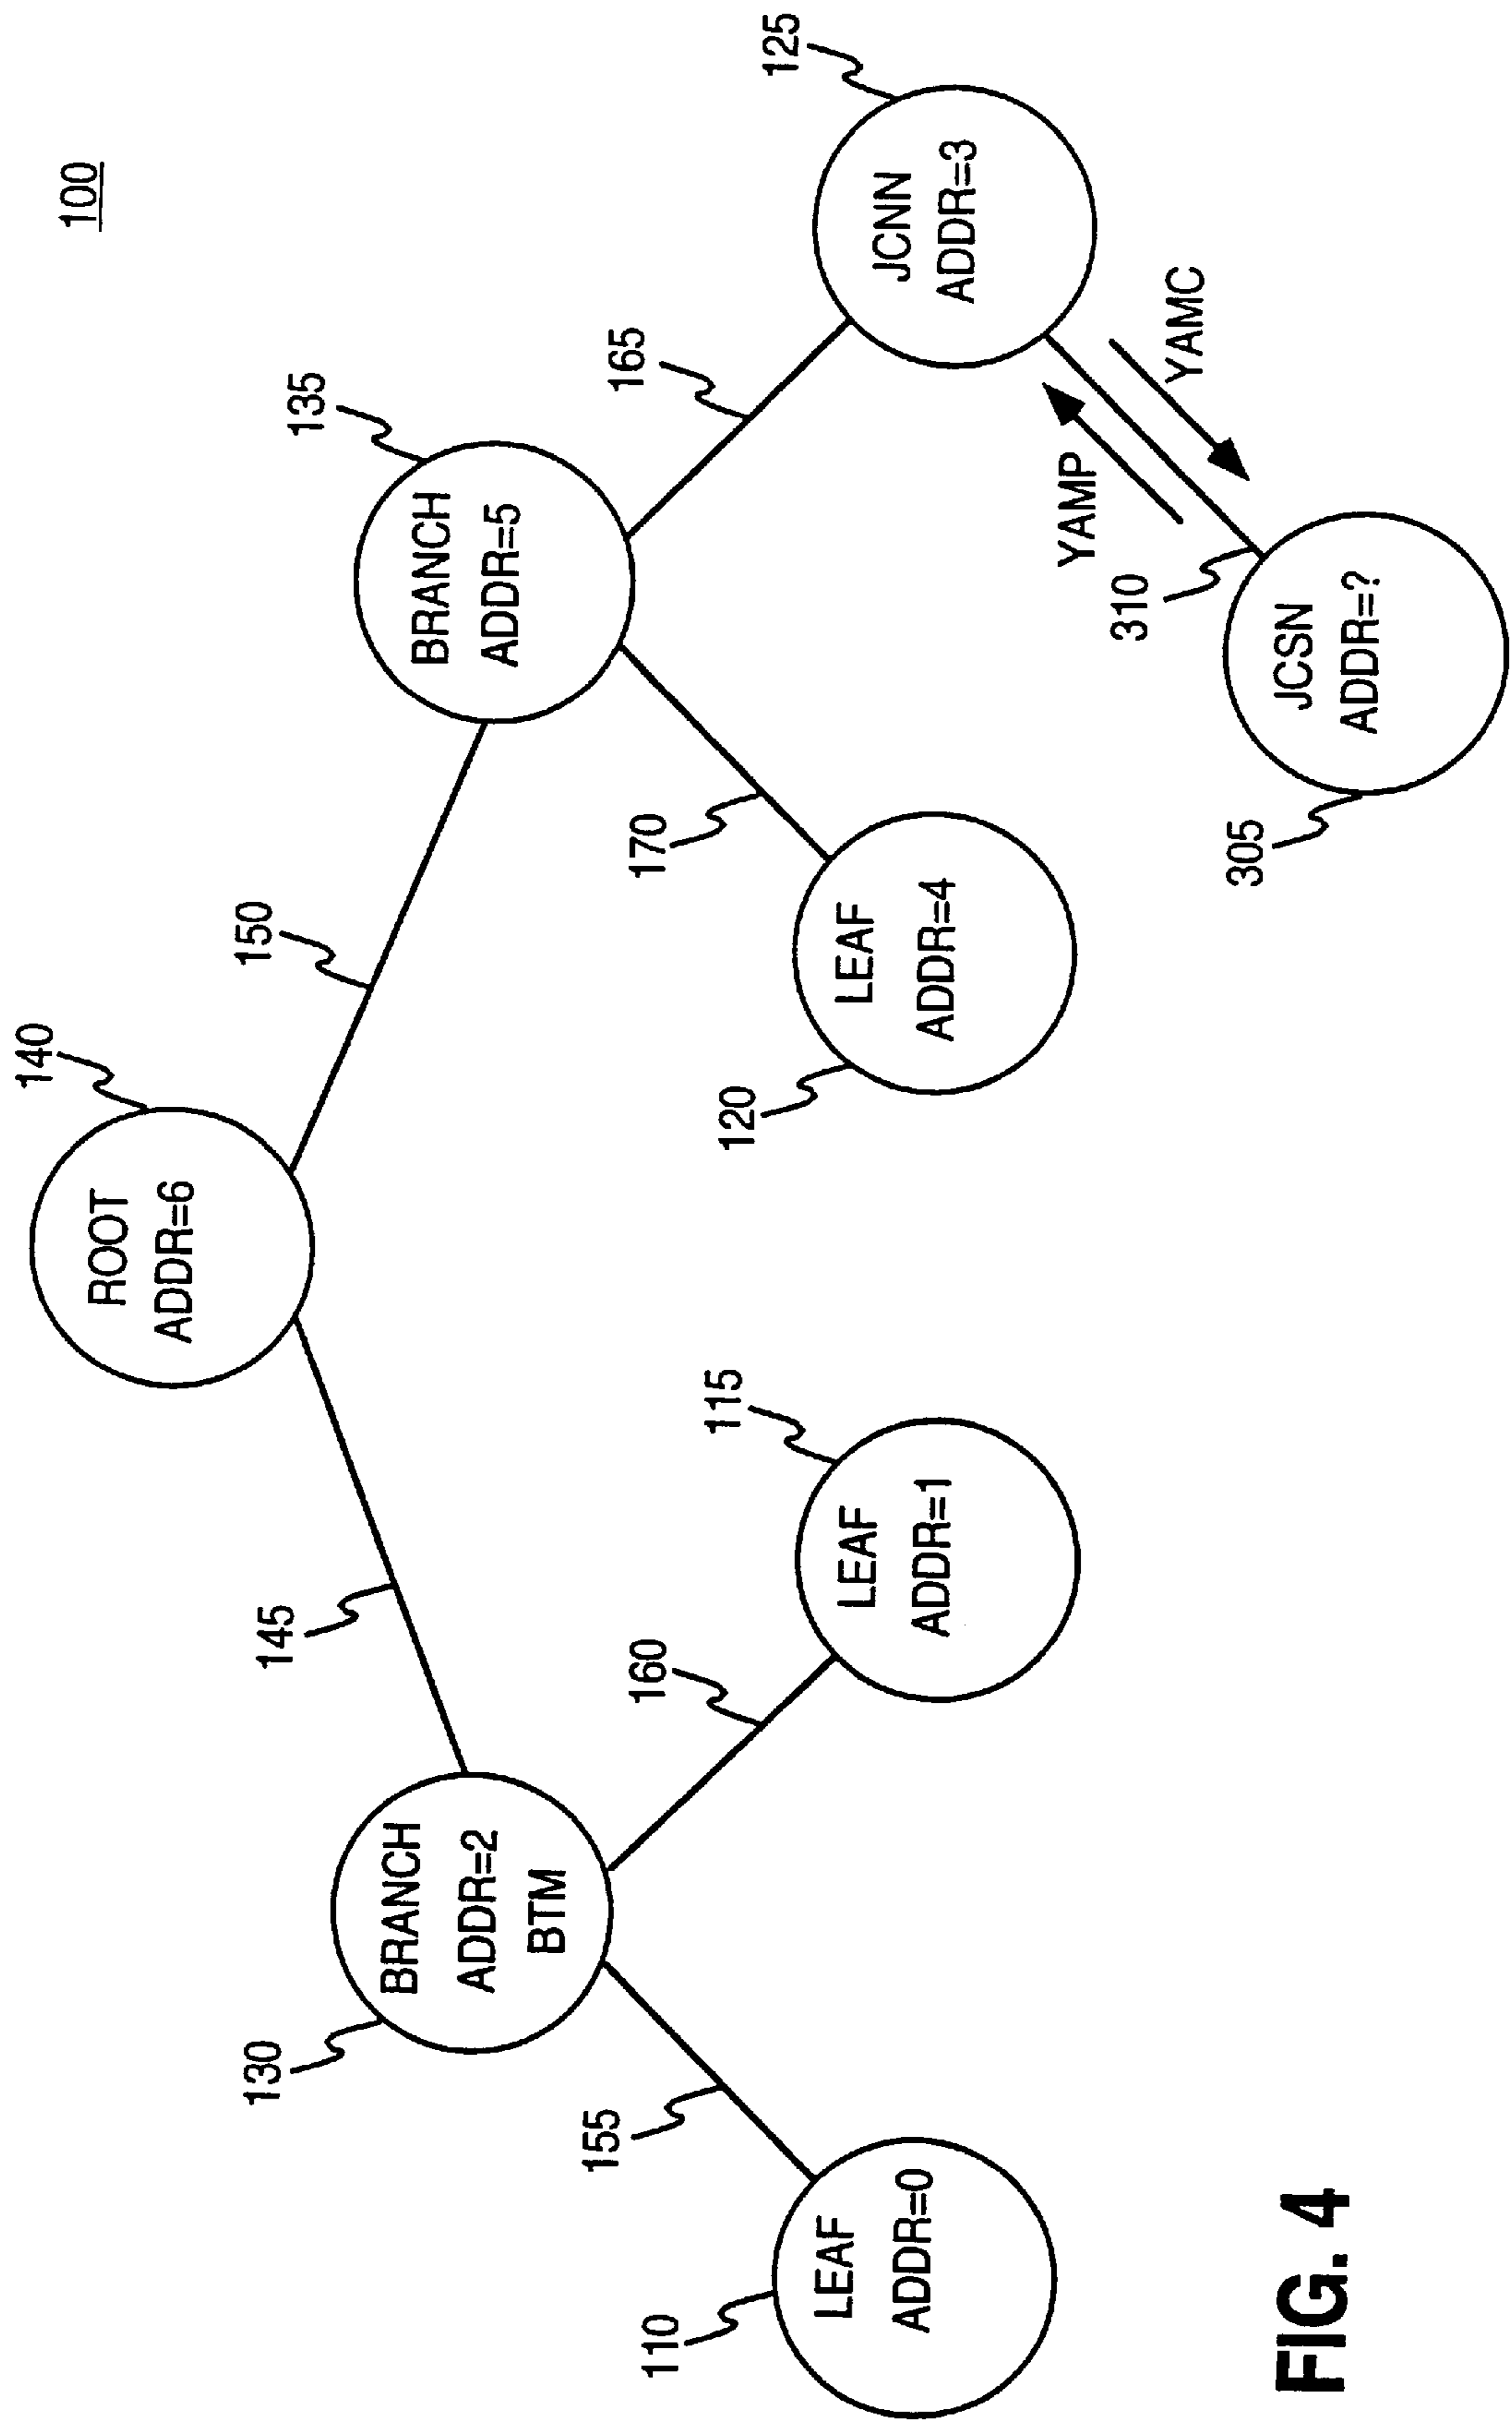 100
140
ROOT
ADDR=6
145
150
130
BRANCH
ADDR=2
BTM
135
BRANCH
ADDR=5
155
160
170
165
110
LEAF
ADDR=0
115
LEAF
ADDR=1
120
LEAF
ADDR=4
125
JCNN
ADDR=3
YAMP
YAMC
310
305
JCSN
ADDR=?
FIG. 4